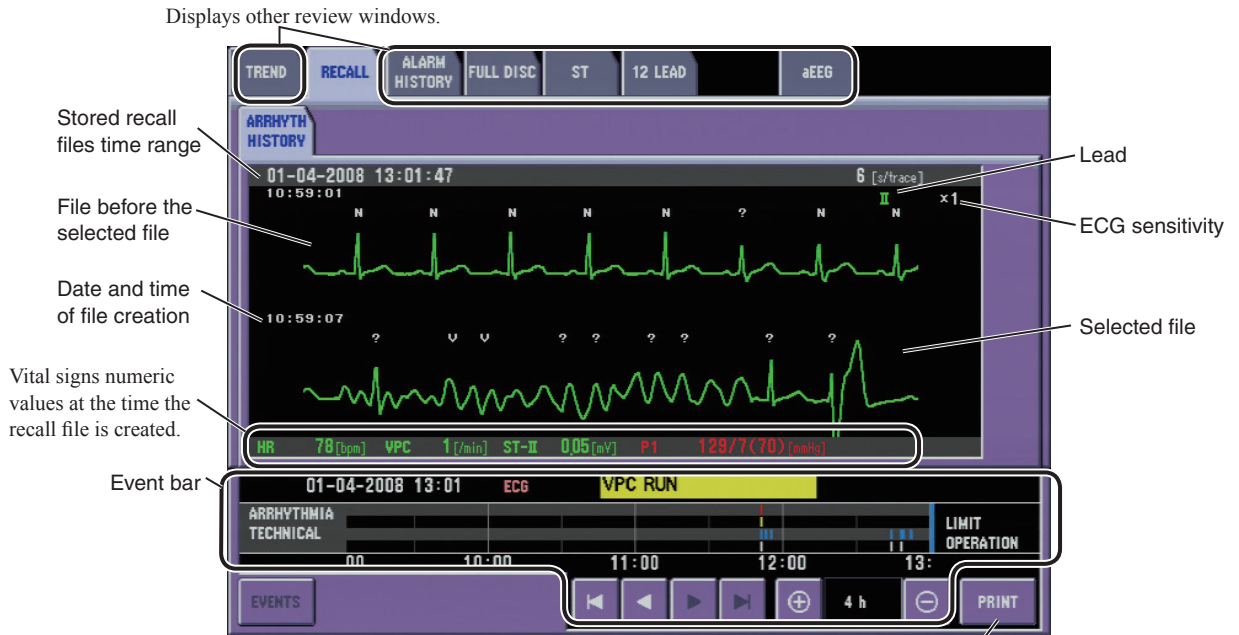 Displays other review windows.
TREND
RECALL
ALARM
HISTORY
FULL DISC
ST
12 LEAD
aEEG
ARRHYTH
HISTORY
Stored recall
files time range
01-04-2008 13:01:47
6 [s/trace]
Lead
10:59:01
II
×1
ECG sensitivity
N N N N N ? N N
File before the
selected file
Date and time
of file creation
10:59:07
Selected file
? V V ? ? ? ? ? ?
Vital signs numeric
values at the time the
recall file is created.
HR 78[bpm] VPC 1[/min] ST-II 0.05[mV] P1 129/7(70)[mmHg]
Event bar
01-04-2008 13:01 ECG VPC RUN
ARRHYTHMIA
TECHNICAL
LIMIT
OPERATION
00 10:00 11:00 12:00 13:
EVENTS
4 h
PRINT